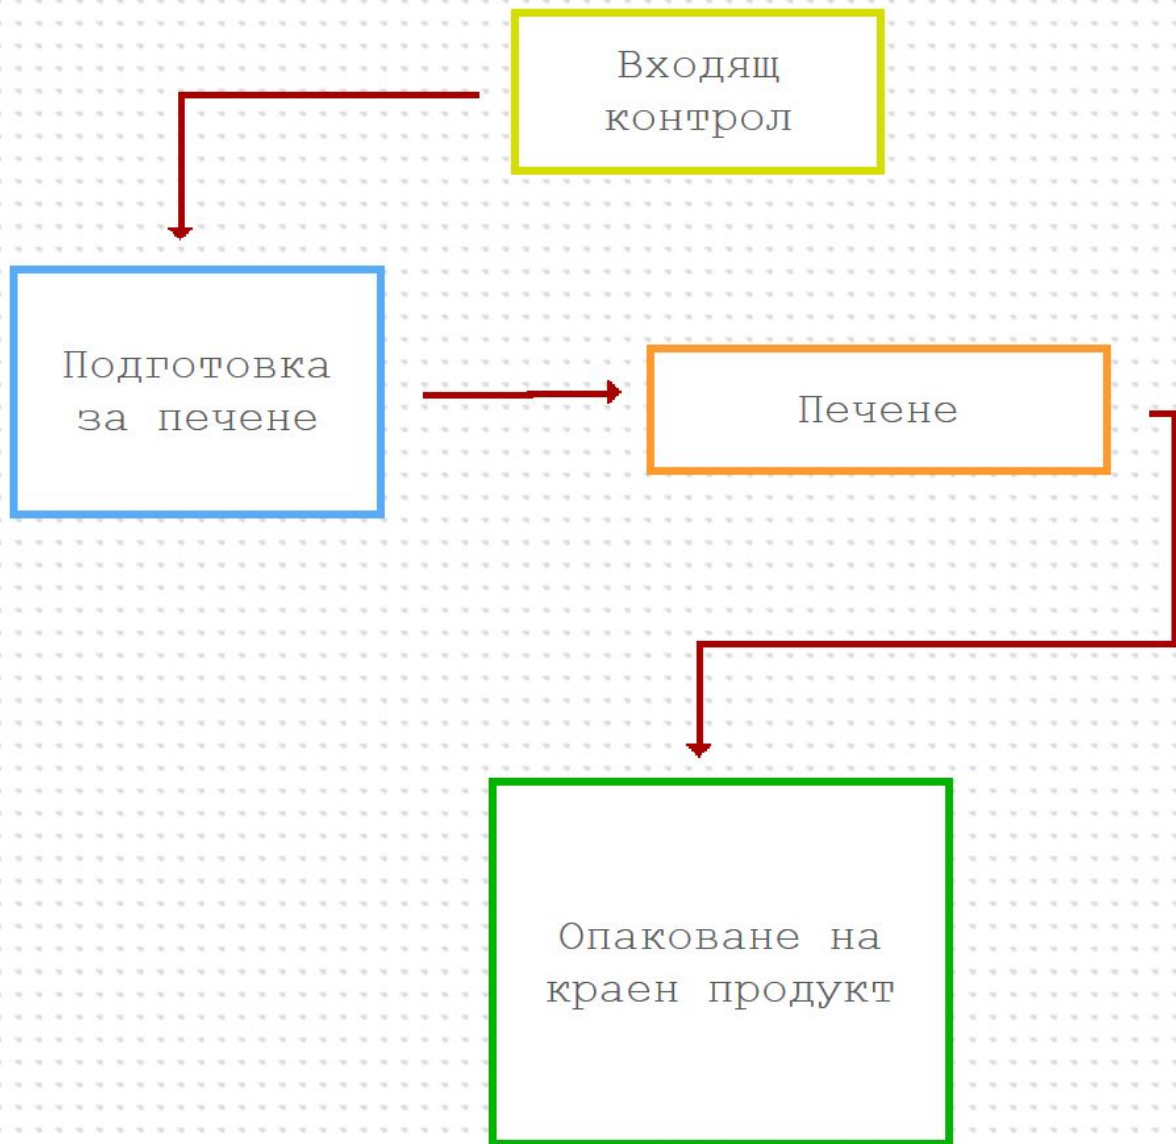 Входящ
контрол
Подготовка
за печене
Печене
Опаковане на
краен продукт